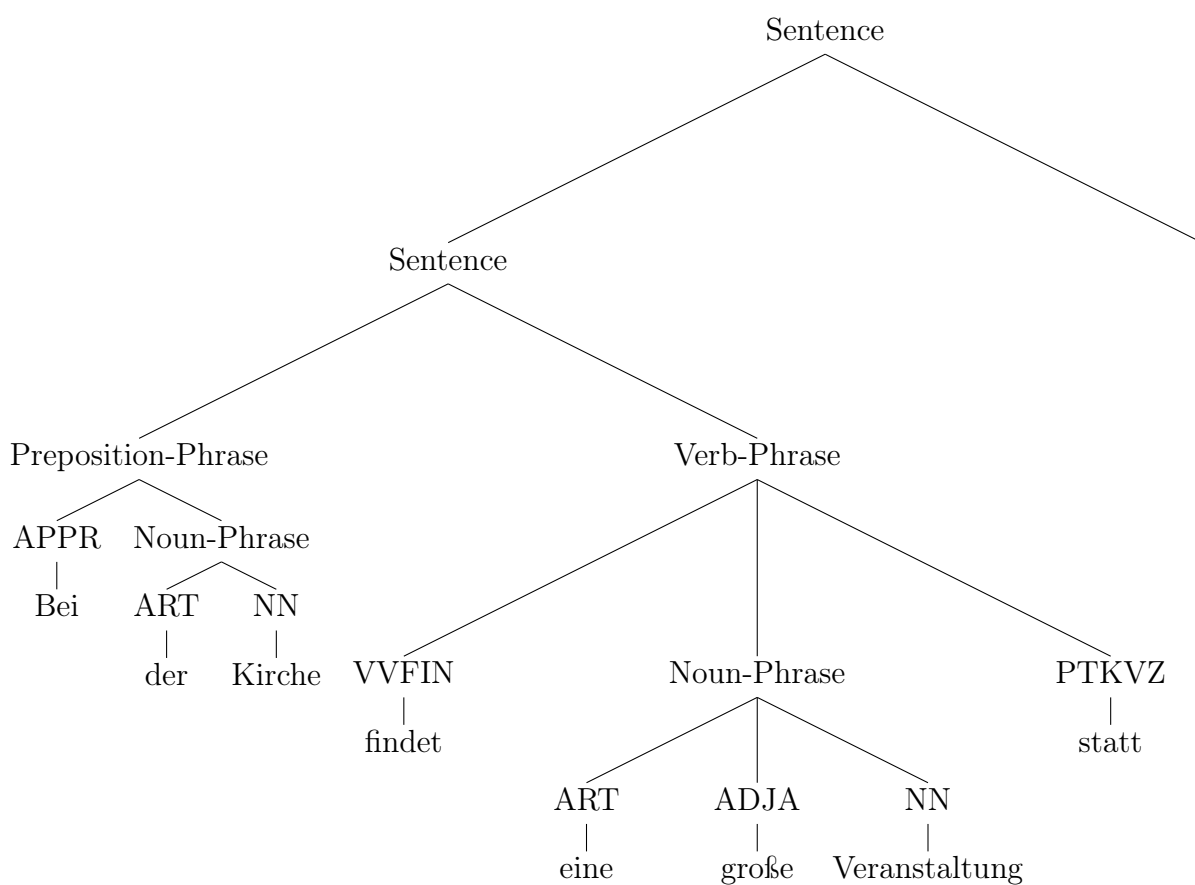 Sentence
Sentence
Preposition-Phrase Verb-Phrase
APPR Noun-Phrase
Bei ART NN
der Kirche VVFIN Noun-Phrase PTKVZ
findet statt
ART ADJA NN
eine große Veranstaltung